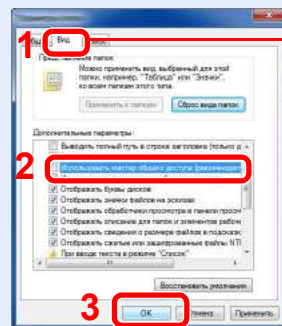 1
Вид
Представление папок
Можно применить вид, выбранный для этой
папки, например, "Таблица" или "Значки",
ко всем папкам этого типа.
Применить к папкам
Сброс вида папок
Дополнительные параметры:
Выводить полный путь в строке заголовка (только д
2
Использовать мастер общего доступа (рекомендует
Отображать буквы дисков
Отображать значки файлов на эскизах
Отображать обработчики просмотра в панели просм
Отображать описание для папок и элементов рабоч
Отображать сведения о размере файлов в подсказк
Отображать сжатые или зашифрованные файлы NTF
При вводе текста в режиме "Список"
Восстановить умолчания
3
OK
Отмена
Применить